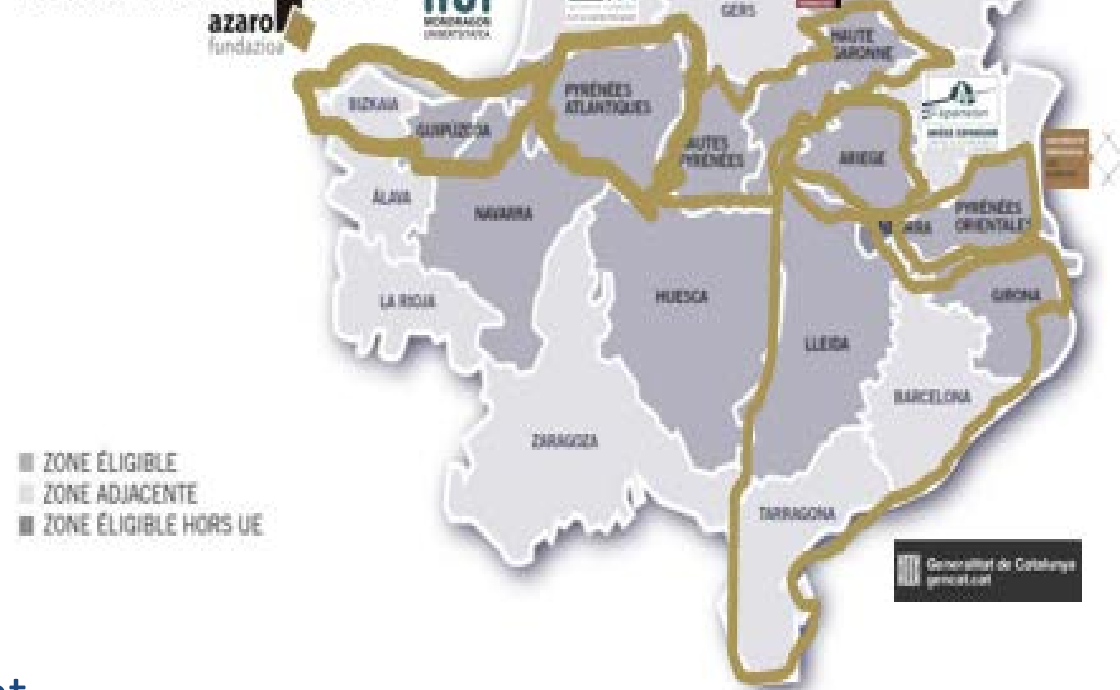 azaro
fundazioa
MONDRAGON
UNIBERTSITATEA
GERS
HAUTE
GARONNE
BIZKAIA
GUIPÚZCOA
PYRÉNÉES
ATLANTIQUES
HAUTES
PYRÉNÉES
ARIEGE
ÁLAVA
NAVARRA
PYRÉNÉES
ORIENTALES
LA RIOJA
HUESCA
GIRONA
LLEIDA
BARCELONA
ZARAGOZA
TARRAGONA
ZONE ÉLIGIBLE
ZONE ADJACENTE
ZONE ÉLIGIBLE HORS UE
Generalitat de Catalunya
gencat.cat